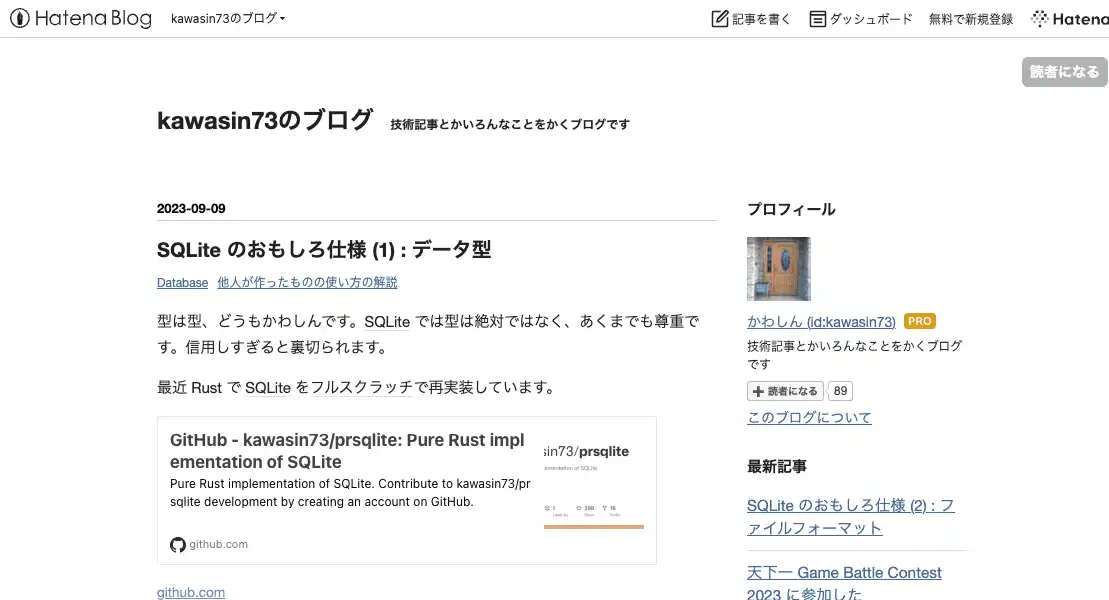 Hatena Blog
kawasin73のブログ
記事を書く
ダッシュボード
無料で新規登録
Hatena
読者になる
kawasin73のブログ
技術記事とかいろんなことをかくブログです
2023-09-09
SQLite のおもしろ仕様 (1) : データ型
Database 他人が作ったものの使い方の解説
型は型、どうもかわしんです。SQLite では型は絶対ではなく、あくまでも尊重で
す。信用しすぎると裏切られます。
最近 Rust で SQLite をフルスクラッチで再実装しています。
GitHub - kawasin73/prsqlite: Pure Rust impl
ementation of SQLite
Pure Rust implementation of SQLite. Contribute to kawasin73/pr
sqlite development by creating an account on GitHub.
github.com
sin73/prsqlite
ementation of SQLite
github.com
プロフィール
かわしん (id:kawasin73) PRO
技術記事とかいろんなことをかくブログ
です
読者になる 89
このブログについて
最新記事
SQLite のおもしろ仕様 (2) : フ
ァイルフォーマット
天下一 Game Battle Contest
2023 に参加した